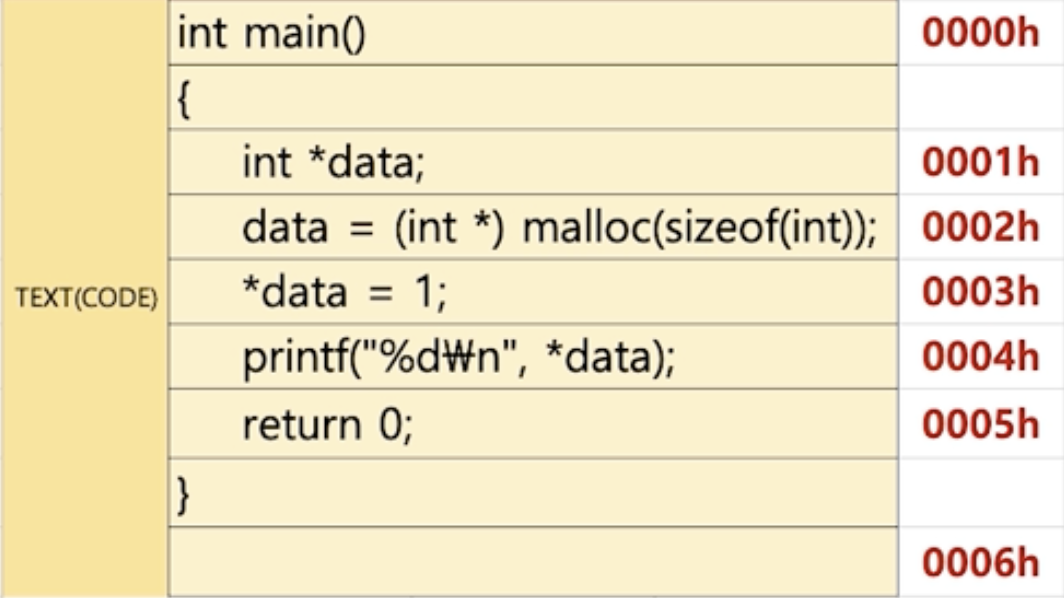 int main() 0000h
{
int *data; 0001h
data = (int *) malloc(sizeof(int)); 0002h
TEXT(CODE) *data = 1; 0003h
printf("%d₩n", *data); 0004h
return 0; 0005h
}
0006h